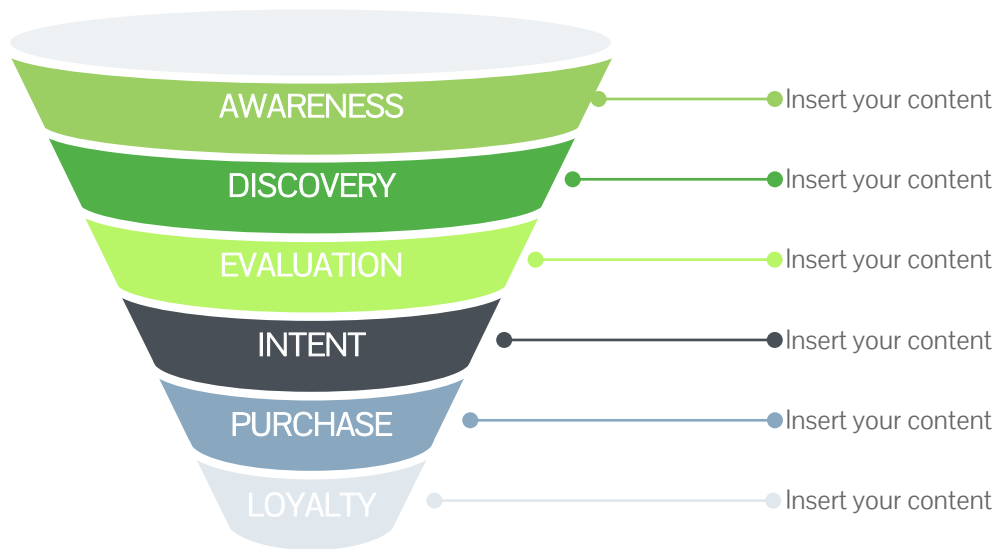 AWARENESS
Insert your content
DISCOVERY
Insert your content
EVALUATION
Insert your content
INTENT
Insert your content
PURCHASE
Insert your content
LOYALTY
Insert your content